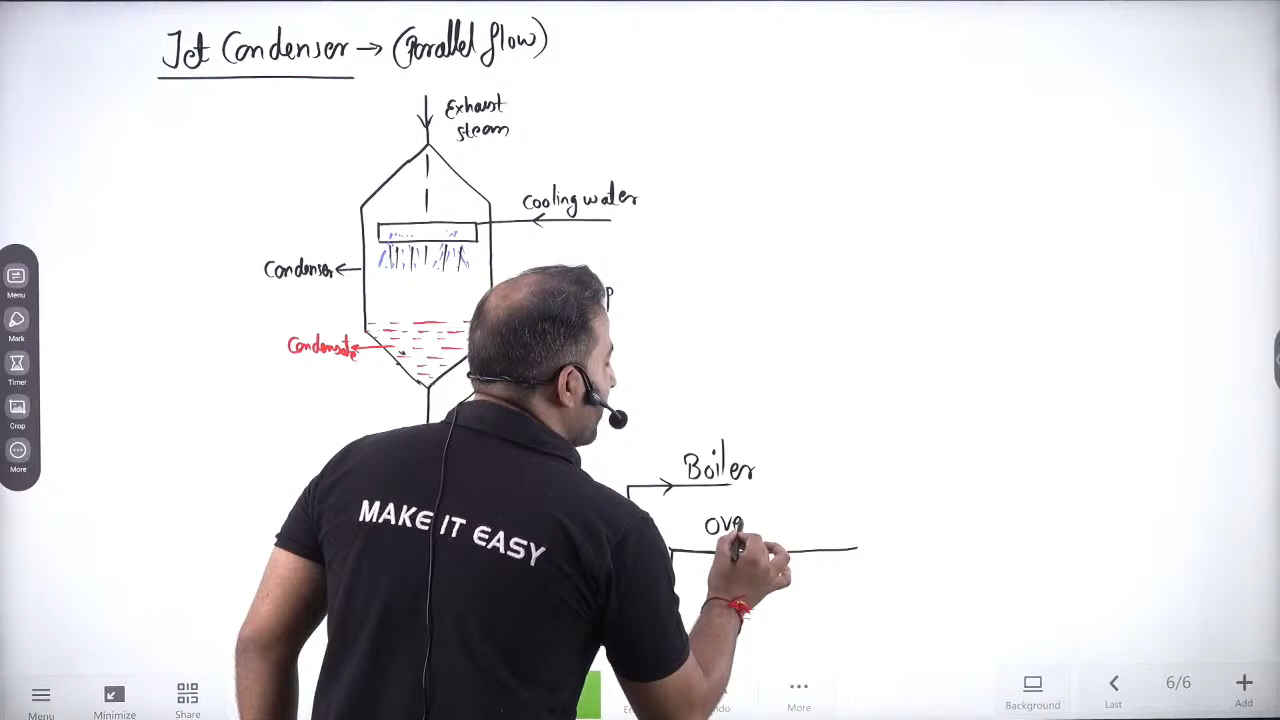 Jet Condenser → (Parallel flow)
Exhaust
steam
Cooling water
Condenser
Condensate
P
Boiler
Ove
MAKE IT EASY
Menu
Mark
Timer
Crop
More
Menu
Minimize
Share
More
Background
Last
6/6
Add